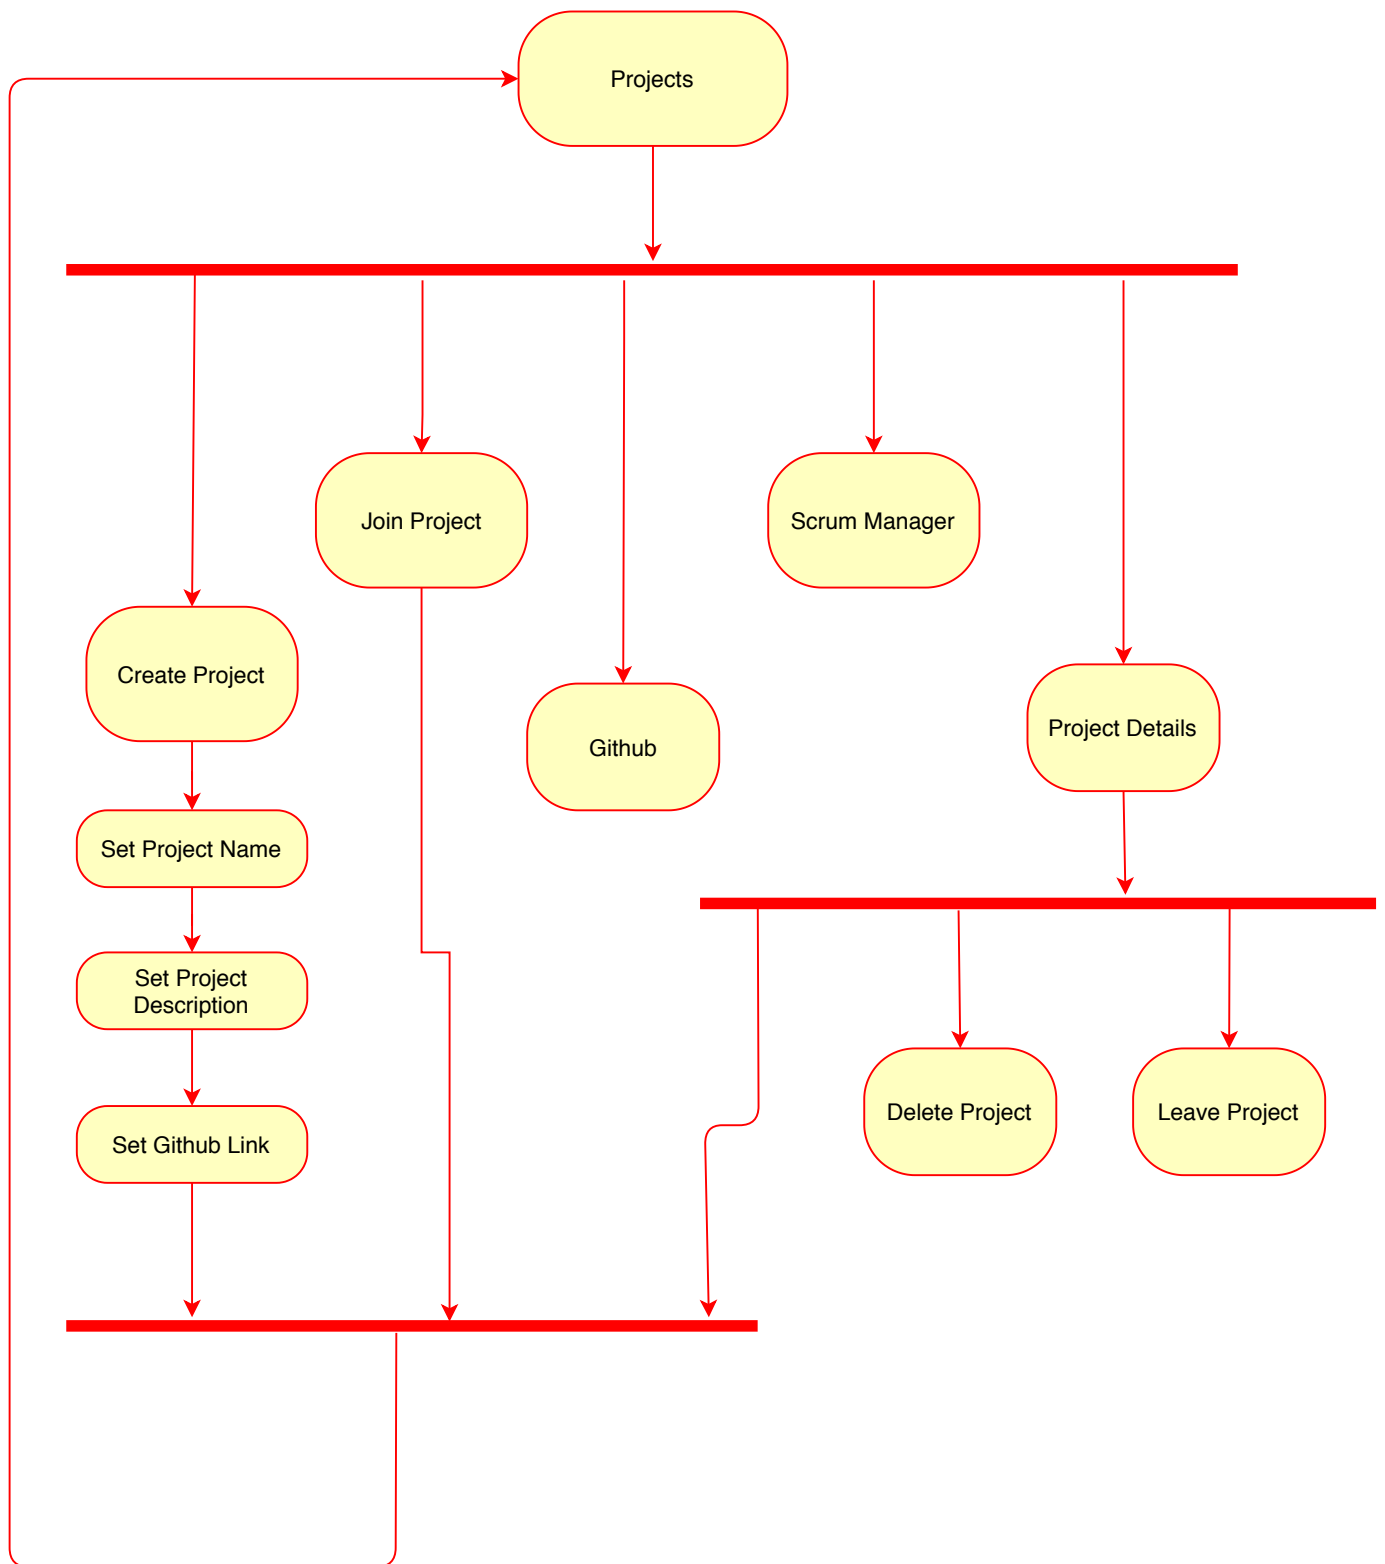 Projects
Join Project
Scrum Manager
Create Project
Github
Project Details
Set Project Name
Set Project
Description
Delete Project
Leave Project
Set Github Link